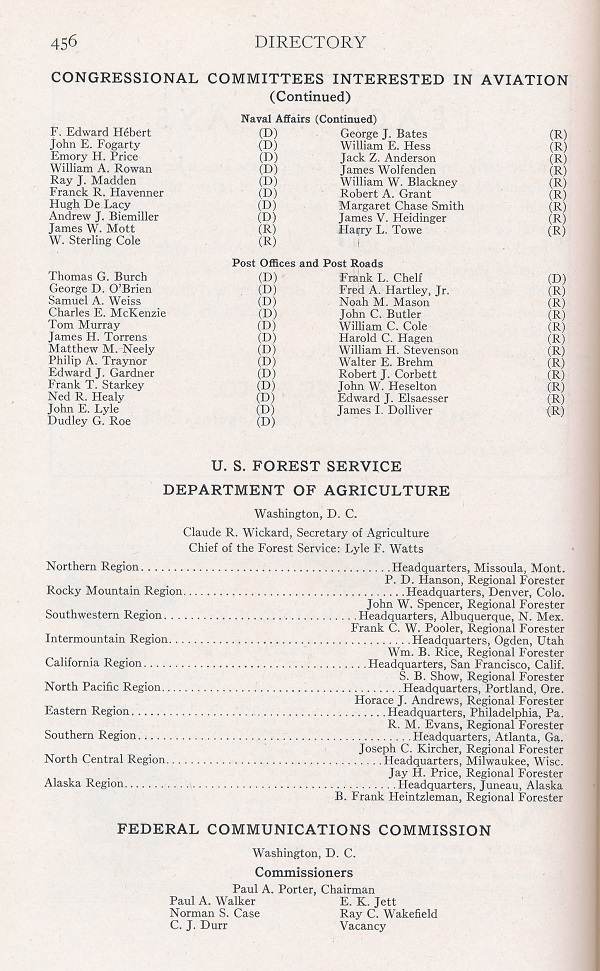 456 DIRECTORY
CONGRESSIONAL COMMITTEES INTERESTED IN AVIATION
(Continued)
Naval Affairs (Continued)
F. Edward Hébert (D) George J. Bates (R)
John E. Fogarty (D) William E. Hess (R)
Emory H. Price (D) Jack Z. Anderson (R)
William A. Rowan (D) James Wolfenden (R)
Ray J. Madden (D) William W. Blackney (R)
Franck R. Havenner (D) Robert A. Grant (R)
Hugh De Lacy (D) Margaret Chase Smith (R)
Andrew J. Biemiller (D) James V. Heidinger (R)
James W. Mott (R) Harry L. Towe (R)
W. Sterling Cole (R)
Post Offices and Post Roads
Thomas G. Burch (D) Frank L. Chelf (D)
George D. O'Brien (D) Fred A. Hartley, Jr. (R)
Samuel A. Weiss (D) Noah M. Mason (R)
Charles E. McKenzie (D) John C. Butler (R)
Tom Murray (D) William C. Cole (R)
James H. Torrens (D) Harold C. Hagen (R)
Matthew M. Neely (D) William H. Stevenson (R)
Philip A. Traynor (D) Walter E. Brehm (R)
Edward J. Gardner (D) Robert J. Corbett (R)
Frank T. Starkey (D) John W. Heselton (R)
Ned R. Healy (D) Edward J. Elsaesser (R)
John E. Lyle (D) James I. Dolliver (R)
Dudley G. Roe (D)
U. S. FOREST SERVICE
DEPARTMENT OF AGRICULTURE
Washington, D. C.
Claude R. Wickard, Secretary of Agriculture
Chief of the Forest Service: Lyle F. Watts
Northern Region........................................Headquarters, Missoula, Mont.
P. D. Hanson, Regional Forester
Rocky Mountain Region...................................Headquarters, Denver, Colo.
John W. Spencer, Regional Forester
Southwestern Region...............................Headquarters, Albuquerque, N. Mex.
Frank C. W. Pooler, Regional Forester
Intermountain Region.....................................Headquarters, Ogden, Utah
Wm. B. Rice, Regional Forester
California Region...................................Headquarters, San Francisco, Calif.
S. B. Show, Regional Forester
North Pacific Region.....................................Headquarters, Portland, Ore.
Horace J. Andrews, Regional Forester
Eastern Region........................................Headquarters, Philadelphia, Pa.
R. M. Evans, Regional Forester
Southern Region...........................................Headquarters, Atlanta, Ga.
Joseph C. Kircher, Regional Forester
North Central Region..................................Headquarters, Milwaukee, Wisc.
Jay H. Price, Regional Forester
Alaska Region..........................................Headquarters, Juneau, Alaska
B. Frank Heintzleman, Regional Forester
FEDERAL COMMUNICATIONS COMMISSION
Washington, D. C.
Commissioners
Paul A. Porter, Chairman
Paul A. Walker E. K. Jett
Norman S. Case Ray C. Wakefield
C. J. Durr Vacancy